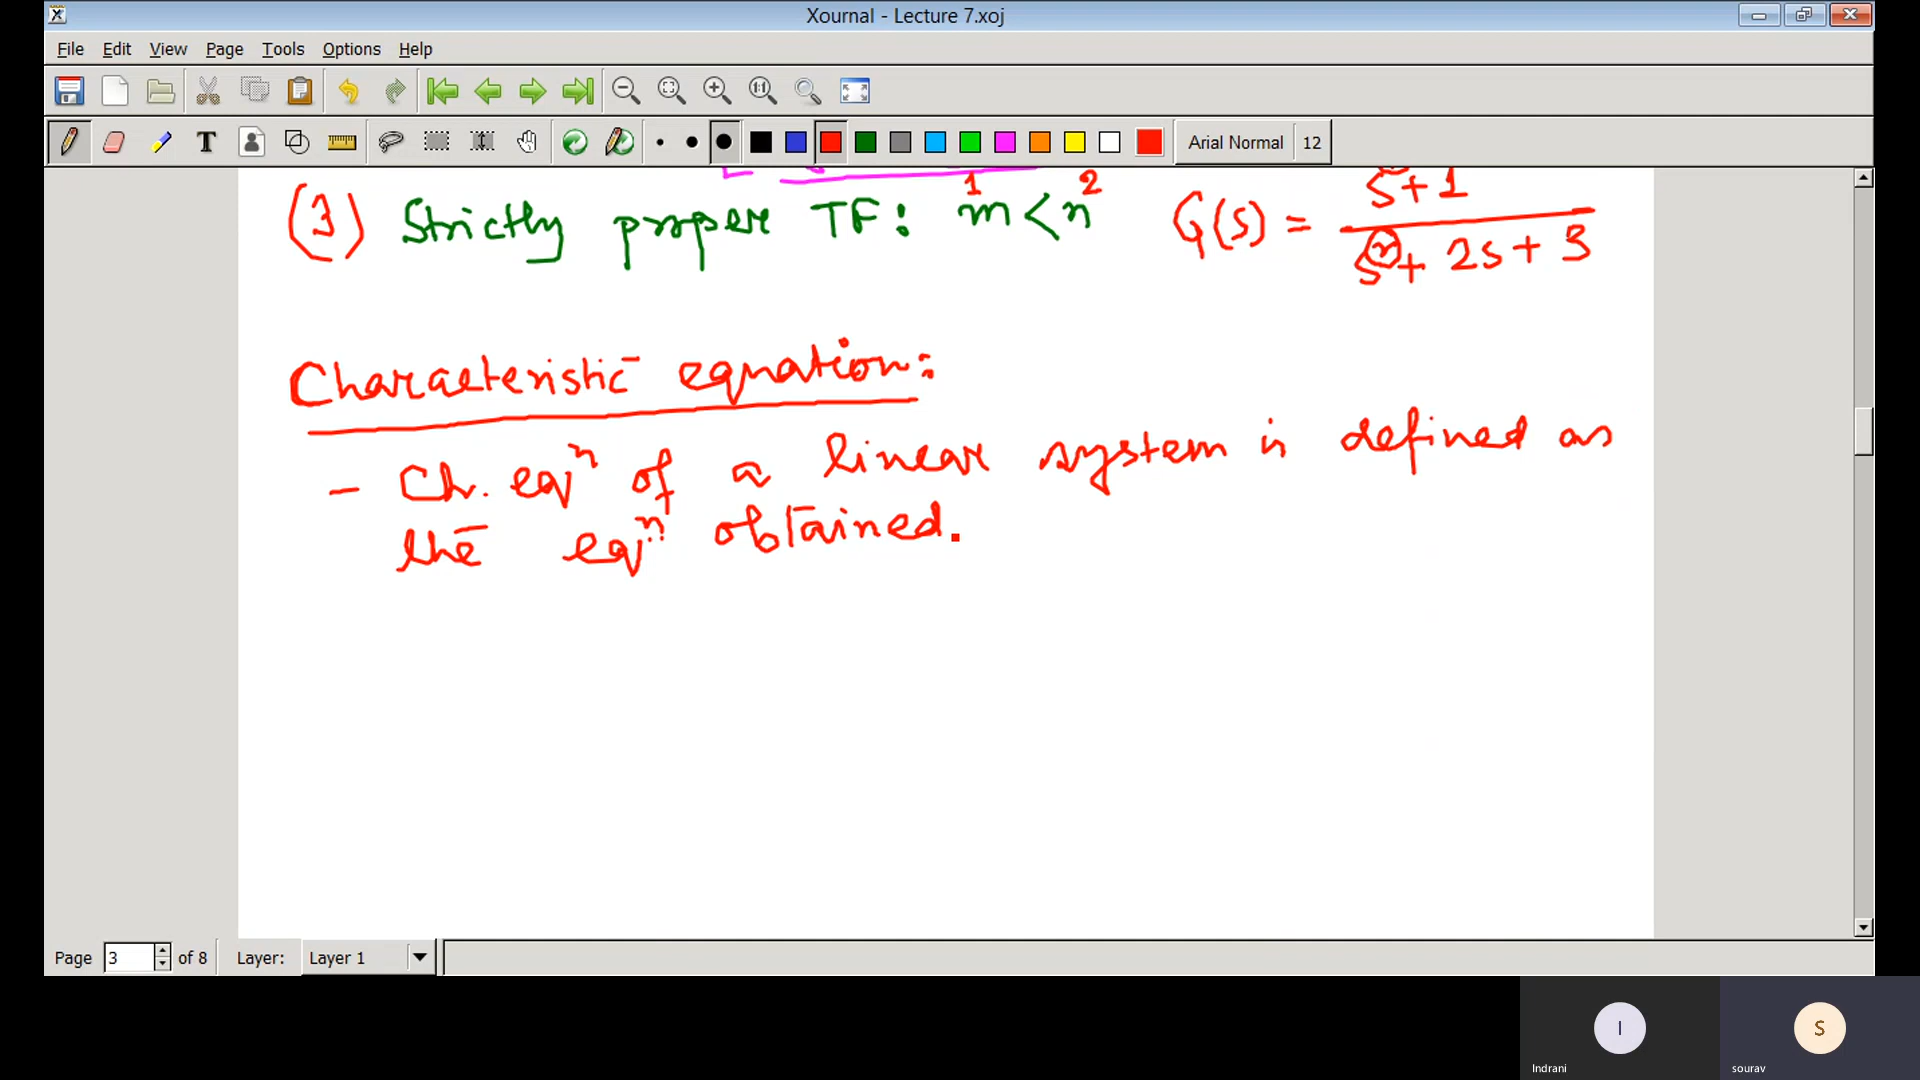 Xournal - Lecture 7.xoj
File Edit View Page Tools Options Help
Arial Normal 12
(3) Strictly proper TF: m < n G(s) = s + 1 / s + 2s + 3
1 2
Characteristic equation:
- Ch. eqn of a linear system is defined as
the eqn obtained.
Page 3 of 8 Layer: Layer 1
I S
Indrani sourav